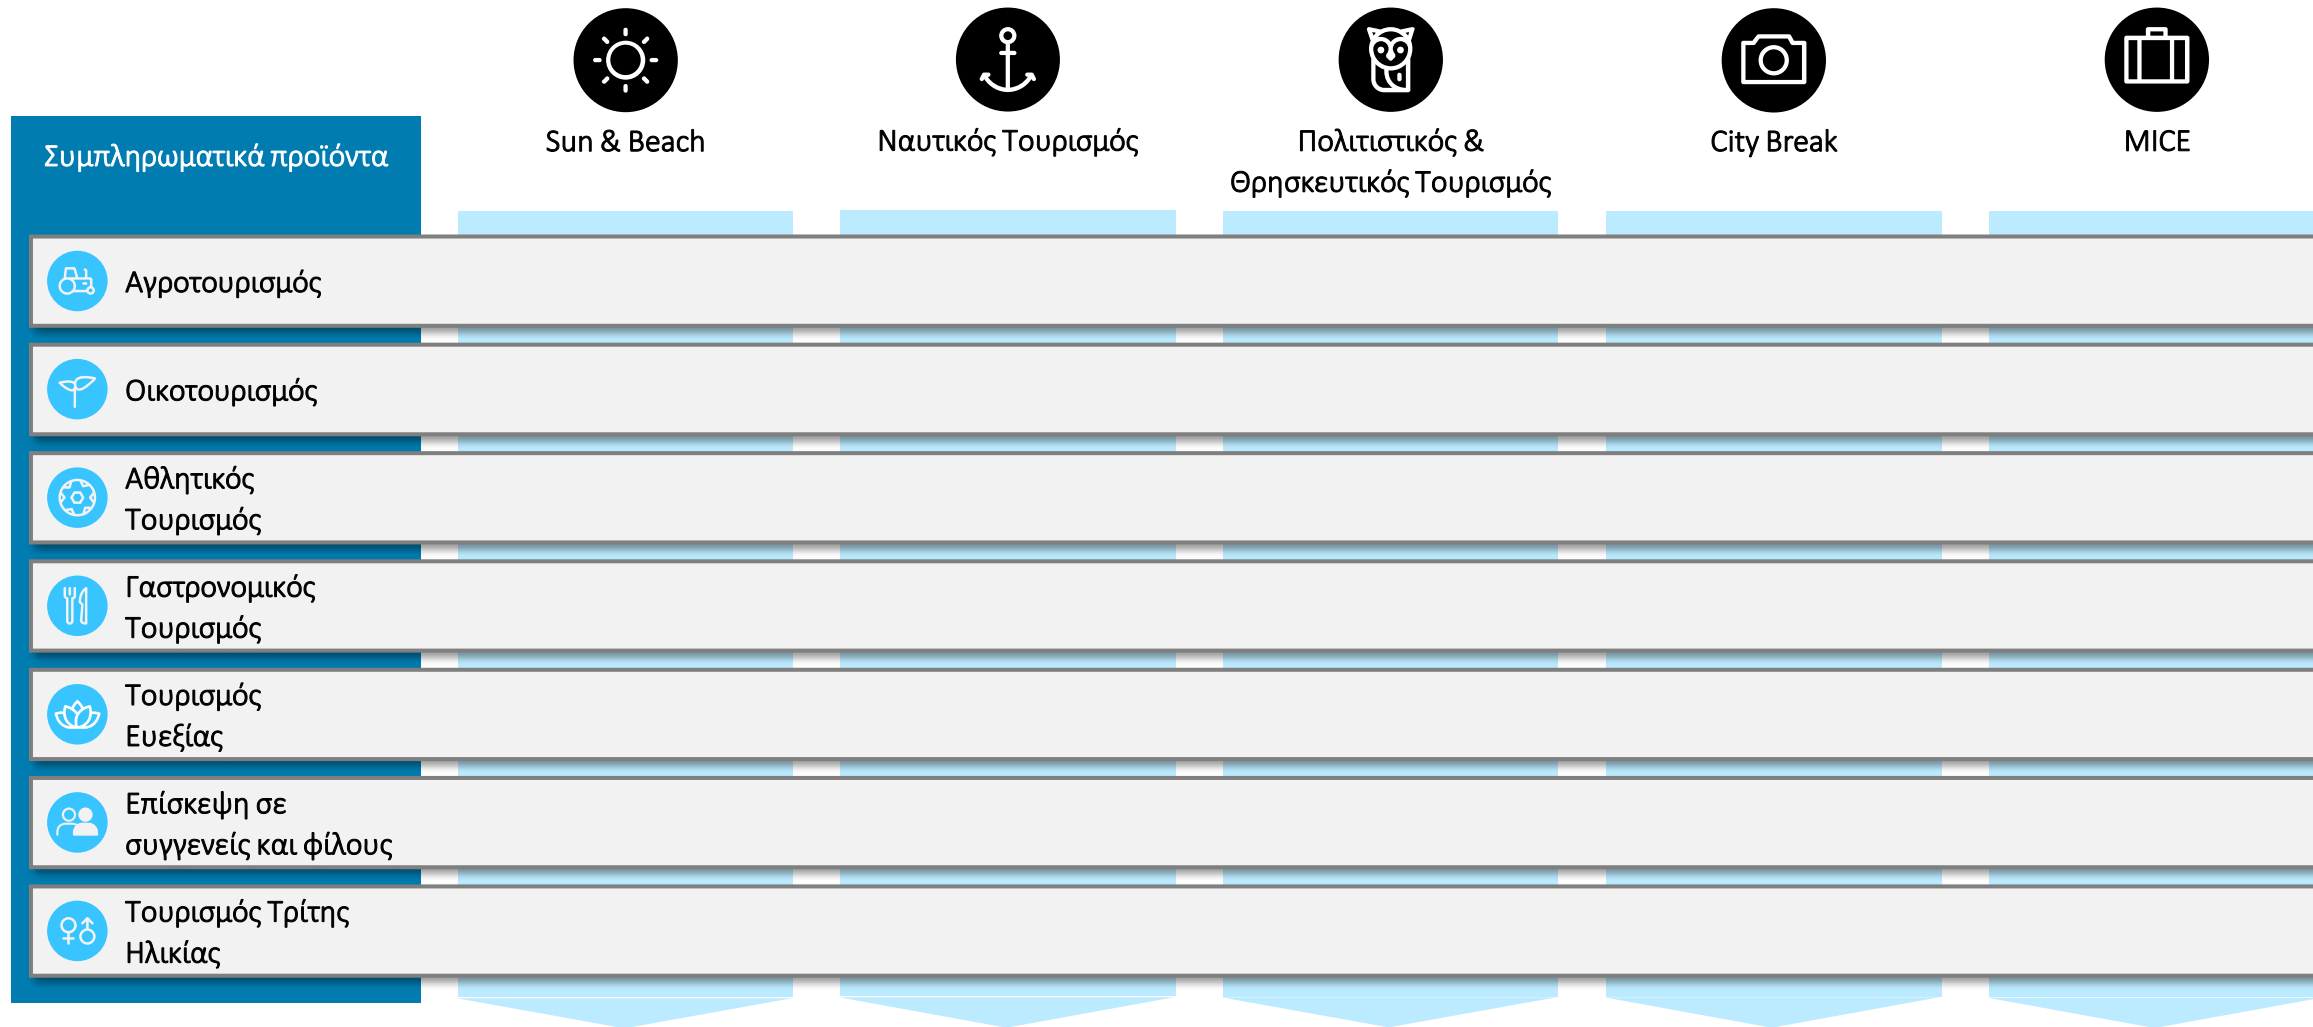 Sun & Beach
Ναυτικός Τουρισμός
Πολιτιστικός &
Θρησκευτικός Τουρισμός
City Break
MICE
Συμπληρωματικά προϊόντα
Αγροτουρισμός
Οικοτουρισμός
Αθλητικός
Τουρισμός
Γαστρονομικός
Τουρισμός
Τουρισμός
Ευεξίας
Επίσκεψη σε
συγγενείς και φίλους
Τουρισμός Τρίτης
Ηλικίας